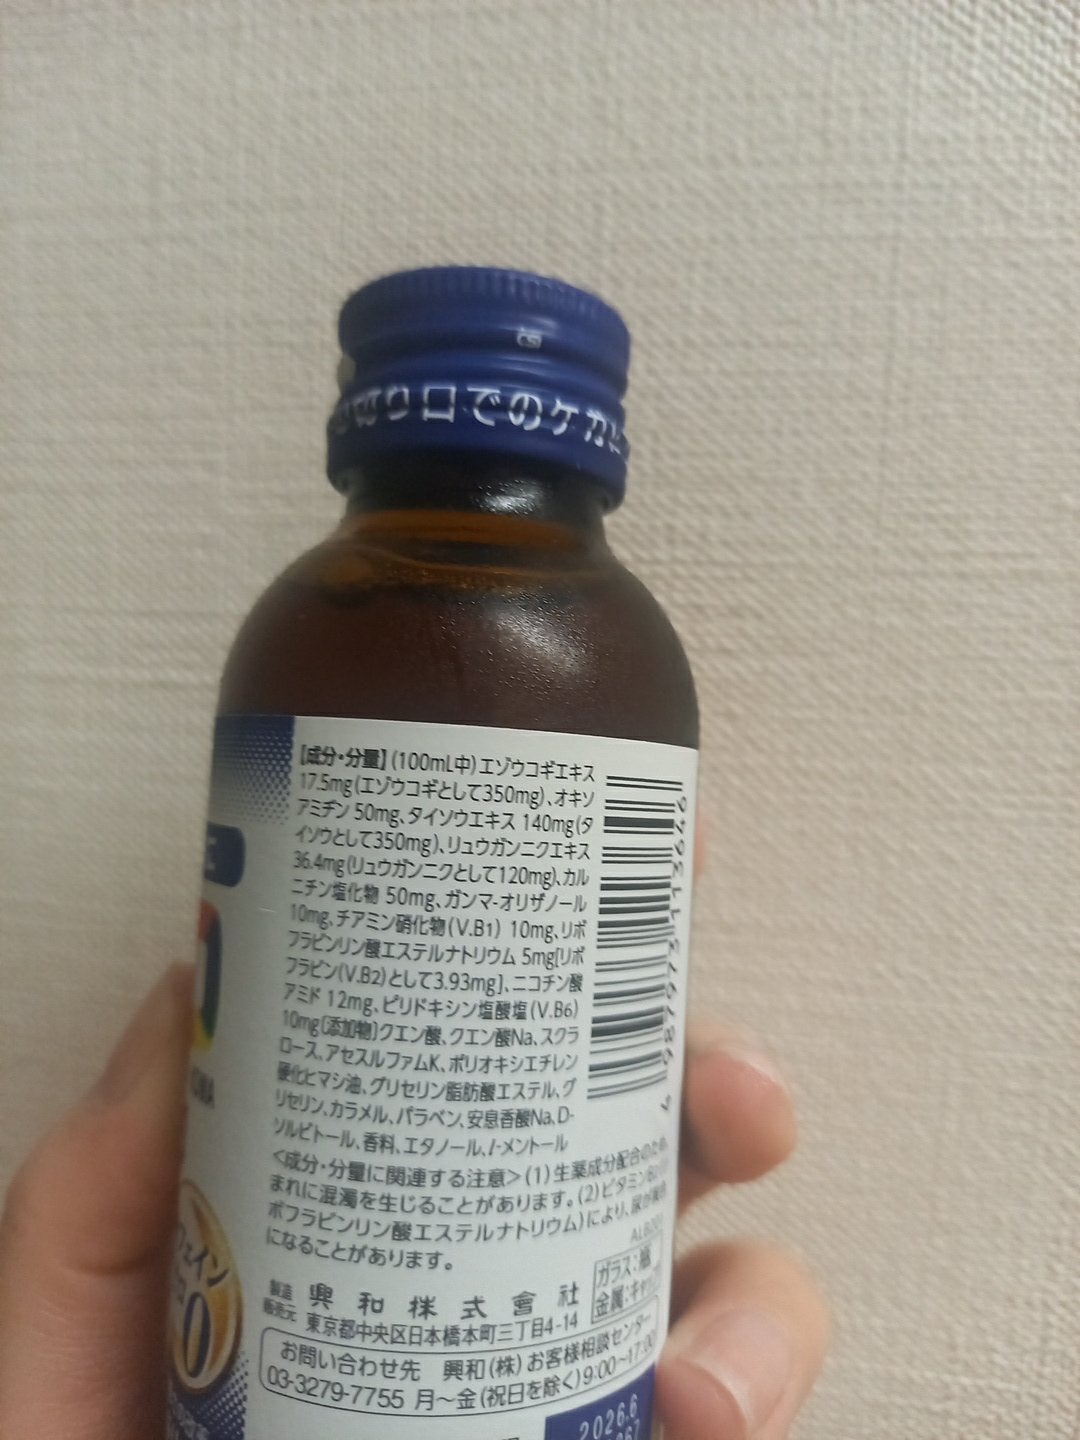 切り口でのケガに
【成分・分量】(100mL中)エゾウコギエキス
17.5mg(エゾウコギとして350mg)、オキソ
アミヂン 50mg、タイソウエキス 140mg(タ
イソウとして350mg)、リュウガンニクエキス
36.4mg(リュウガンニクとして120mg)、カル
ニチン塩化物 50mg、ガンマ-オリザノール
10mg、チアミン硝化物(V.B1) 10mg、リボ
フラビンリン酸エステルナトリウム 5mg[リボ
フラビン(V.B2)として3.93mg]、ニコチン酸
アミド 12mg、ピリドキシン塩酸塩(V.B6)
10mg〔添加物〕クエン酸、クエン酸Na、スクラ
ロース、アセスルファムK、ポリオキシエチレン
硬化ヒマシ油、グリセリン脂肪酸エステル、グ
リセリン、カラメル、パラベン、安息香酸Na、D-
ソルビトール、香料、エタノール、l-メントール
<成分・分量に関連する注意>(1)生薬成分配合のため、
まれに混濁を生じることがあります。(2)ビタミンB2(リ
ボフラビンリン酸エステルナトリウム)により、尿が黄色
になることがあります。
ALB001
ガラス:瓶
金属:キャップ
製造
販売元
興和株式會社
東京都中央区日本橋本町三丁目4-14
お問い合わせ先 興和(株)お客様相談センター
03-3279-7755 月~金(祝日を除く)9:00~17:00
2026.6
フェイン
0